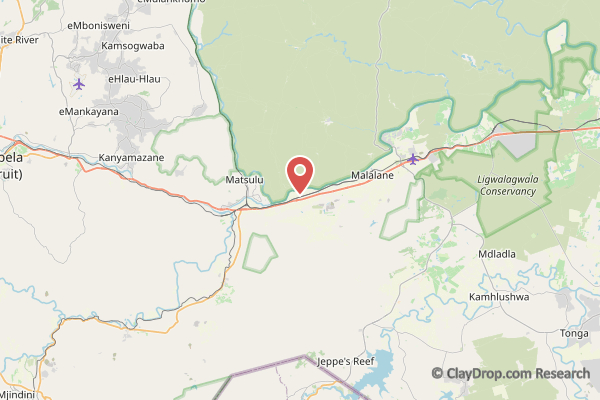 eMbonisweni
ite River
Kamsogwaba
eHlau-Hlau
eMankayana
bela
ruit)
Kanyamazane
Matsulu
Malalane
Ligwalagwala
Conservancy
Mdladla
Kamhlushwa
Tonga
Jeppe's Reef
Mjindini
© ClayDrop.com Research